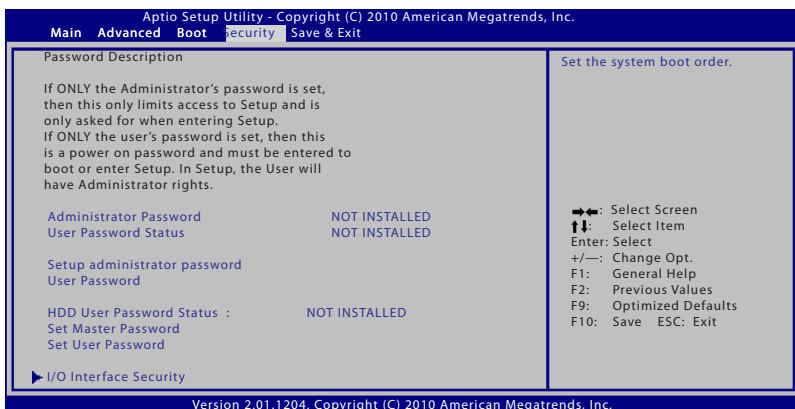 Aptio Setup Utility - Copyright (C) 2010 American Megatrends, Inc.
Main Advanced Boot Security Save & Exit
Password Description
If ONLY the Administrator's password is set,
then this only limits access to Setup and is
only asked for when entering Setup.
If ONLY the user's password is set, then this
is a power on password and must be entered to
boot or enter Setup. In Setup, the User will
have Administrator rights.
Administrator Password NOT INSTALLED
User Password Status NOT INSTALLED
Setup administrator password
User Password
HDD User Password Status : NOT INSTALLED
Set Master Password
Set User Password
I/O Interface Security
Set the system boot order.
→←: Select Screen
↑↓: Select Item
Enter: Select
+/—: Change Opt.
F1: General Help
F2: Previous Values
F9: Optimized Defaults
F10: Save ESC: Exit
Version 2.01.1204. Copyright (C) 2010 American Megatrends, Inc.